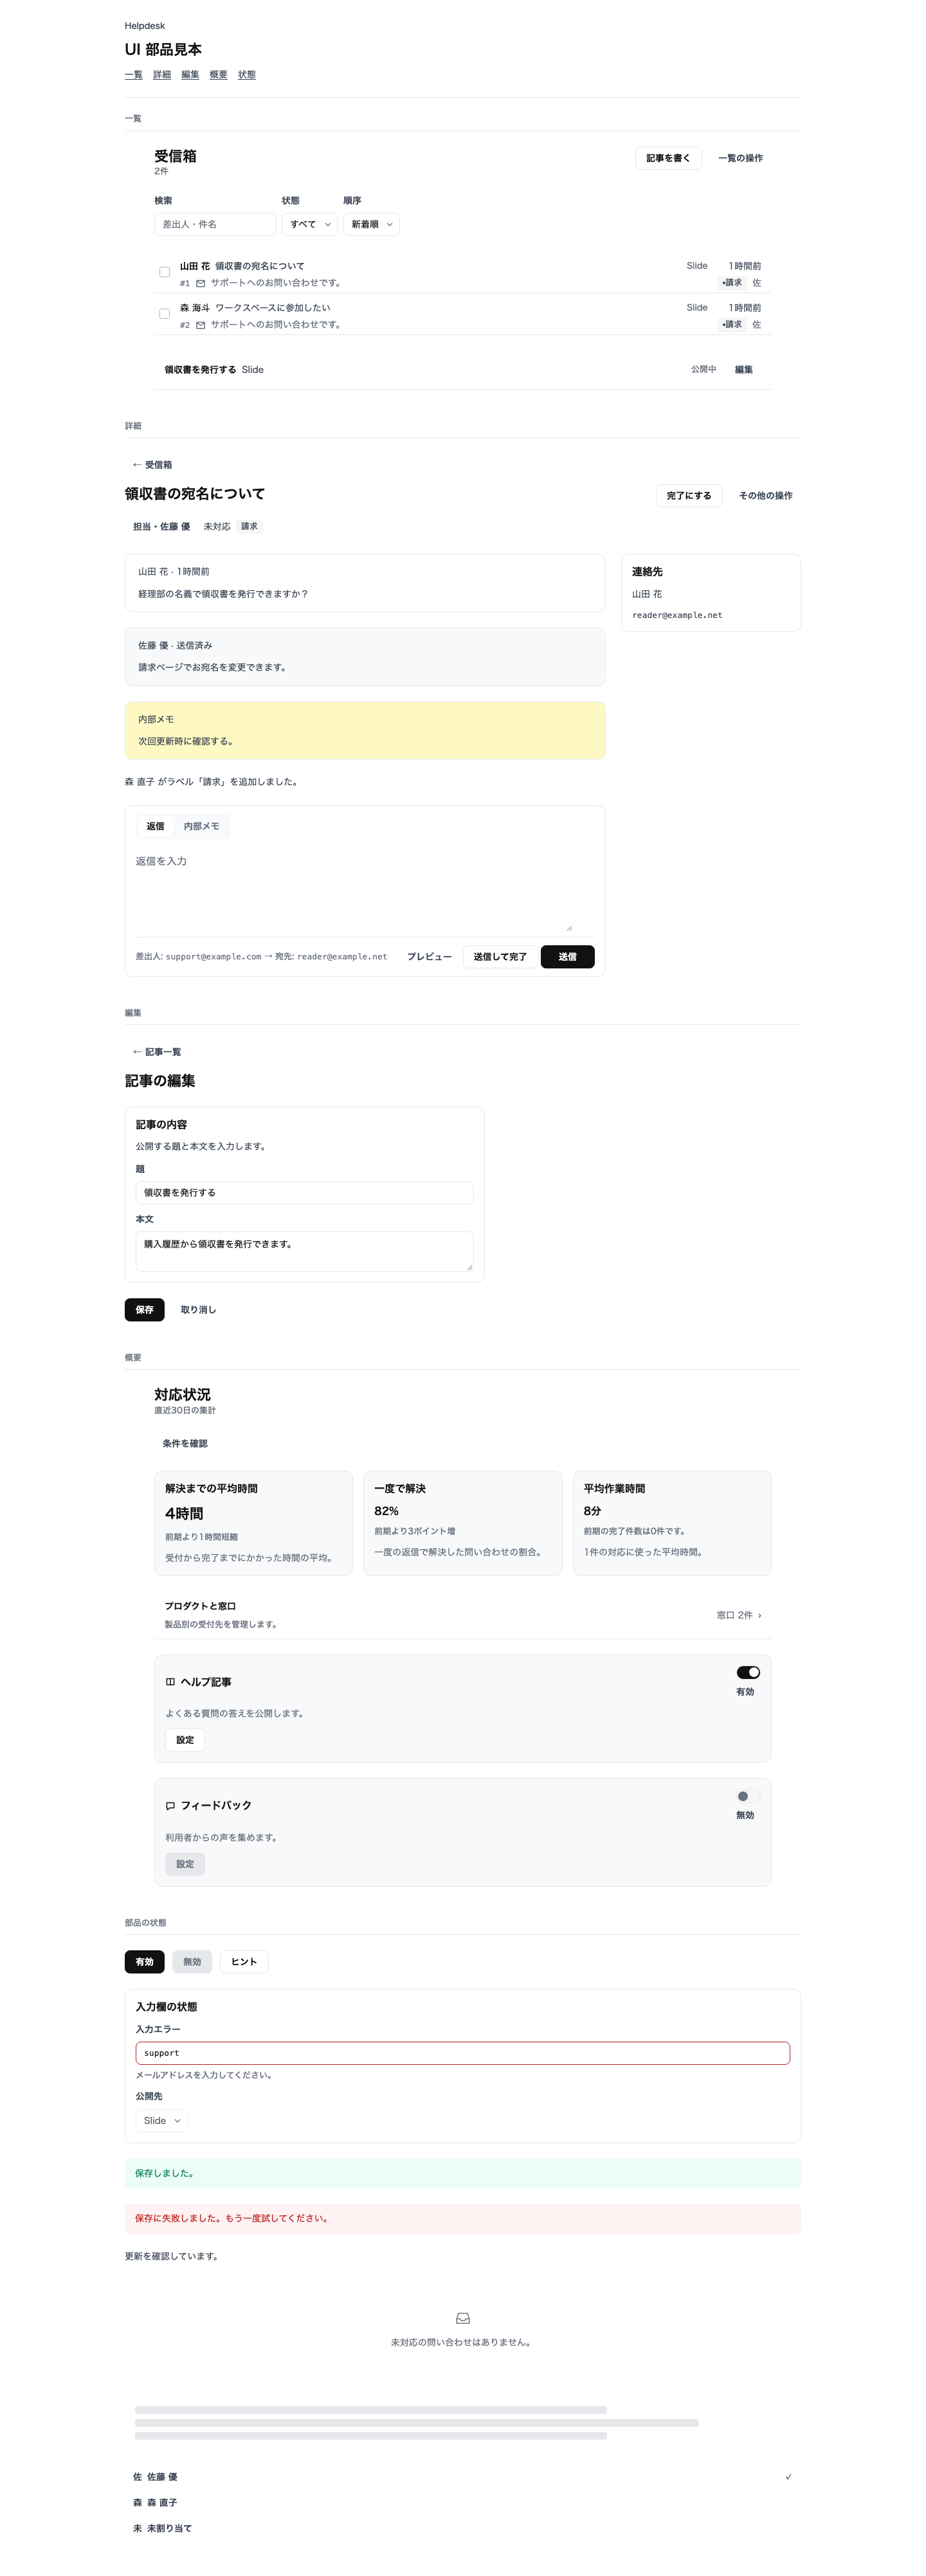 Helpdesk
UI 部品見本
一覧 詳細 編集 概要 状態
一覧
受信箱
2件
記事を書く 一覧の操作
検索 状態 順序
差出人・件名 すべて 新着順
山田 花 領収書の宛名について Slide 1時間前
#1 サポートへのお問い合わせです。 •請求 佐
森 海斗 ワークスペースに参加したい Slide 1時間前
#2 サポートへのお問い合わせです。 •請求 佐
領収書を発行する Slide 公開中 編集
詳細
← 受信箱
領収書の宛名について 完了にする その他の操作
担当・佐藤 優 未対応 請求
山田 花 · 1時間前
経理部の名義で領収書を発行できますか？
連絡先
山田 花
reader@example.net
佐藤 優 · 送信済み
請求ページでお宛名を変更できます。
内部メモ
次回更新時に確認する。
森 直子 がラベル「請求」を追加しました。
返信 内部メモ
返信を入力
差出人: support@example.com → 宛先: reader@example.net プレビュー 送信して完了 送信
編集
← 記事一覧
記事の編集
記事の内容
公開する題と本文を入力します。
題
領収書を発行する
本文
購入履歴から領収書を発行できます。
保存 取り消し
概要
対応状況
直近30日の集計
条件を確認
解決までの平均時間
4時間
前期より1時間短縮
受付から完了までにかかった時間の平均。
一度で解決
82%
前期より3ポイント増
一度の返信で解決した問い合わせの割合。
平均作業時間
8分
前期の完了件数は0件です。
1件の対応に使った平均時間。
プロダクトと窓口
製品別の受付先を管理します。
窓口 2件 ›
ヘルプ記事
有効
よくある質問の答えを公開します。
設定
フィードバック
無効
利用者からの声を集めます。
設定
部品の状態
有効 無効 ヒント
入力欄の状態
入力エラー
support
メールアドレスを入力してください。
公開先
Slide
保存しました。
保存に失敗しました。もう一度試してください。
更新を確認しています。
未対応の問い合わせはありません。
佐 佐藤 優 ✓
森 森 直子
未 未割り当て